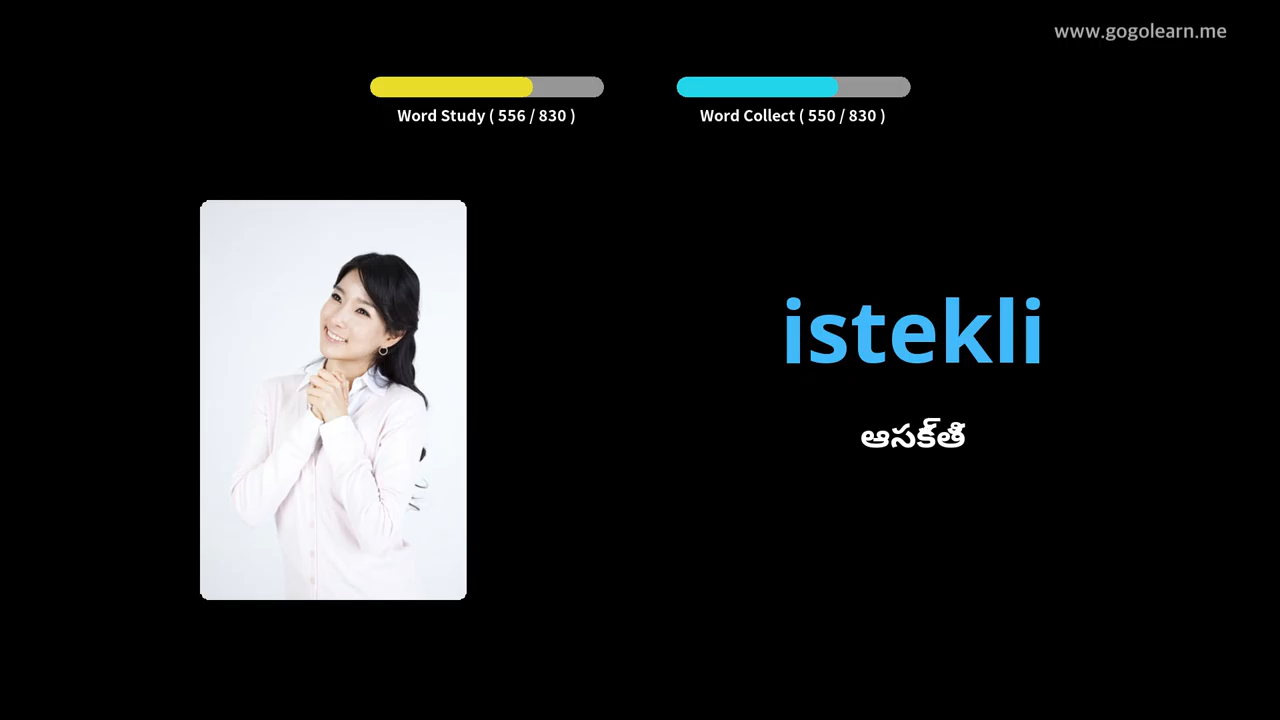 www.gogolearn.me
Word Study ( 556 / 830 )
Word Collect ( 550 / 830 )
istekli
ఆసక్తి